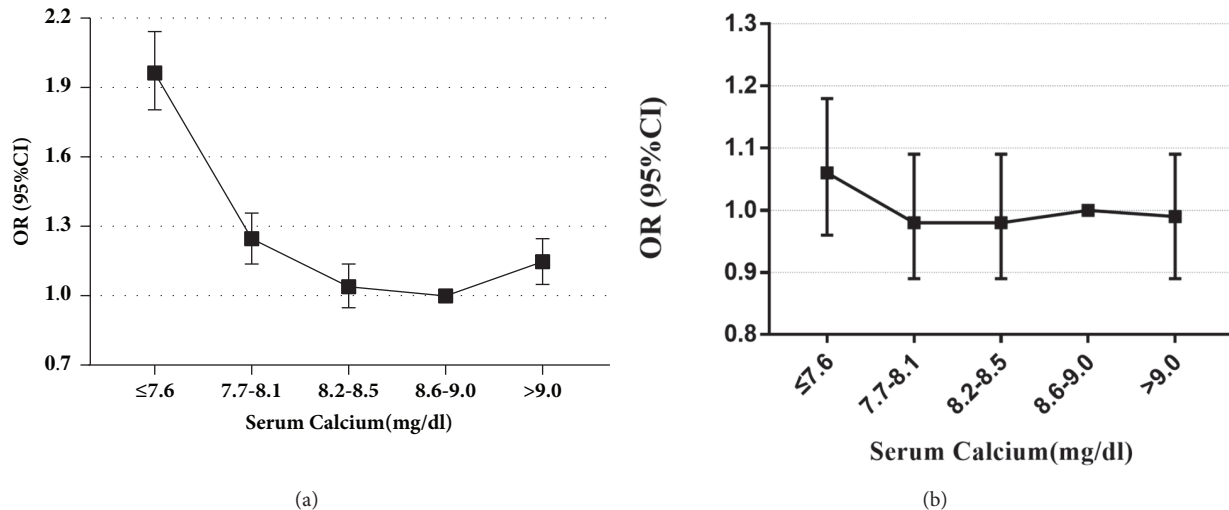 2.2
1.9
1.6
1.3
1.0
0.7
OR (95%CI)
≤7.6 7.7-8.1 8.2-8.5 8.6-9.0 >9.0
Serum Calcium(mg/dl)
(a)
1.3
1.2
1.1
1.0
0.9
0.8
OR (95%CI)
≤7.6 7.7-8.1 8.2-8.5 8.6-9.0 >9.0
Serum Calcium(mg/dl)
(b)